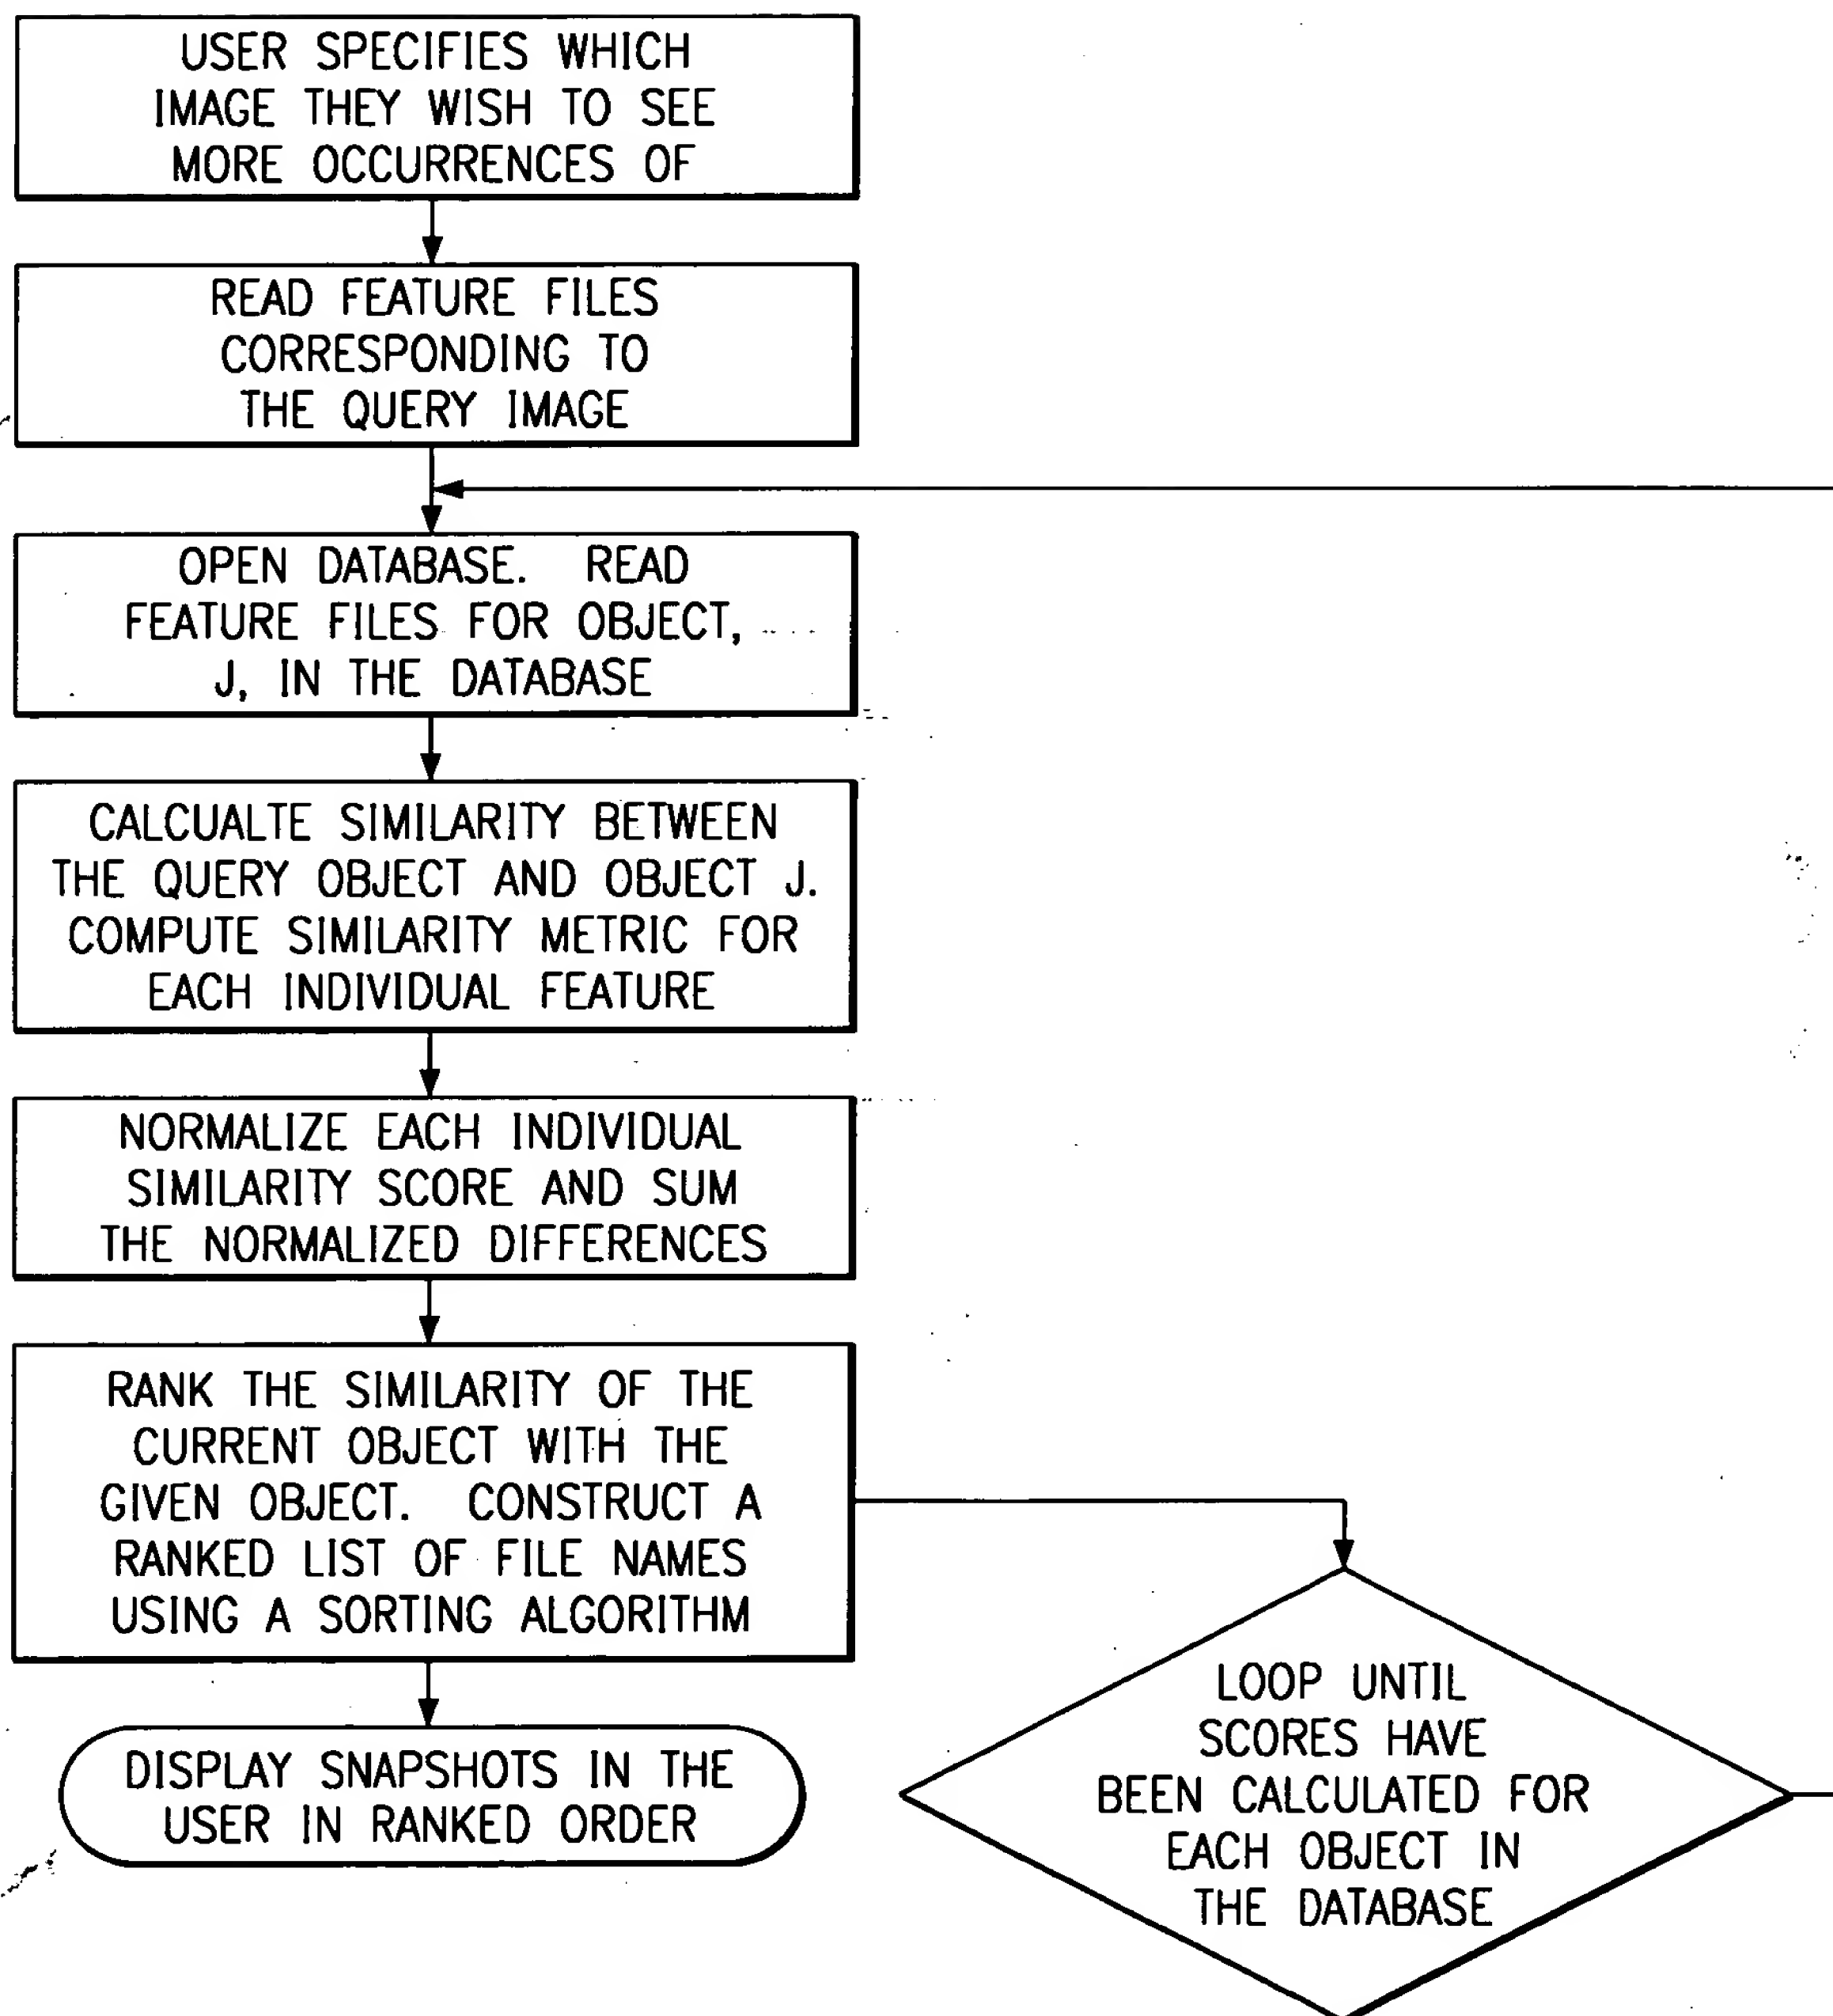 USER SPECIFIES WHICH
IMAGE THEY WISH TO SEE
MORE OCCURRENCES OF
READ FEATURE FILES
CORRESPONDING TO
THE QUERY IMAGE
OPEN DATABASE. READ
FEATURE FILES FOR OBJECT,
J, IN THE DATABASE
CALCUALTE SIMILARITY BETWEEN
THE QUERY OBJECT AND OBJECT J.
COMPUTE SIMILARITY METRIC FOR
EACH INDIVIDUAL FEATURE
NORMALIZE EACH INDIVIDUAL
SIMILARITY SCORE AND SUM
THE NORMALIZED DIFFERENCES
RANK THE SIMILARITY OF THE
CURRENT OBJECT WITH THE
GIVEN OBJECT. CONSTRUCT A
RANKED LIST OF FILE NAMES
USING A SORTING ALGORITHM
DISPLAY SNAPSHOTS IN THE
USER IN RANKED ORDER
LOOP UNTIL
SCORES HAVE
BEEN CALCULATED FOR
EACH OBJECT IN
THE DATABASE